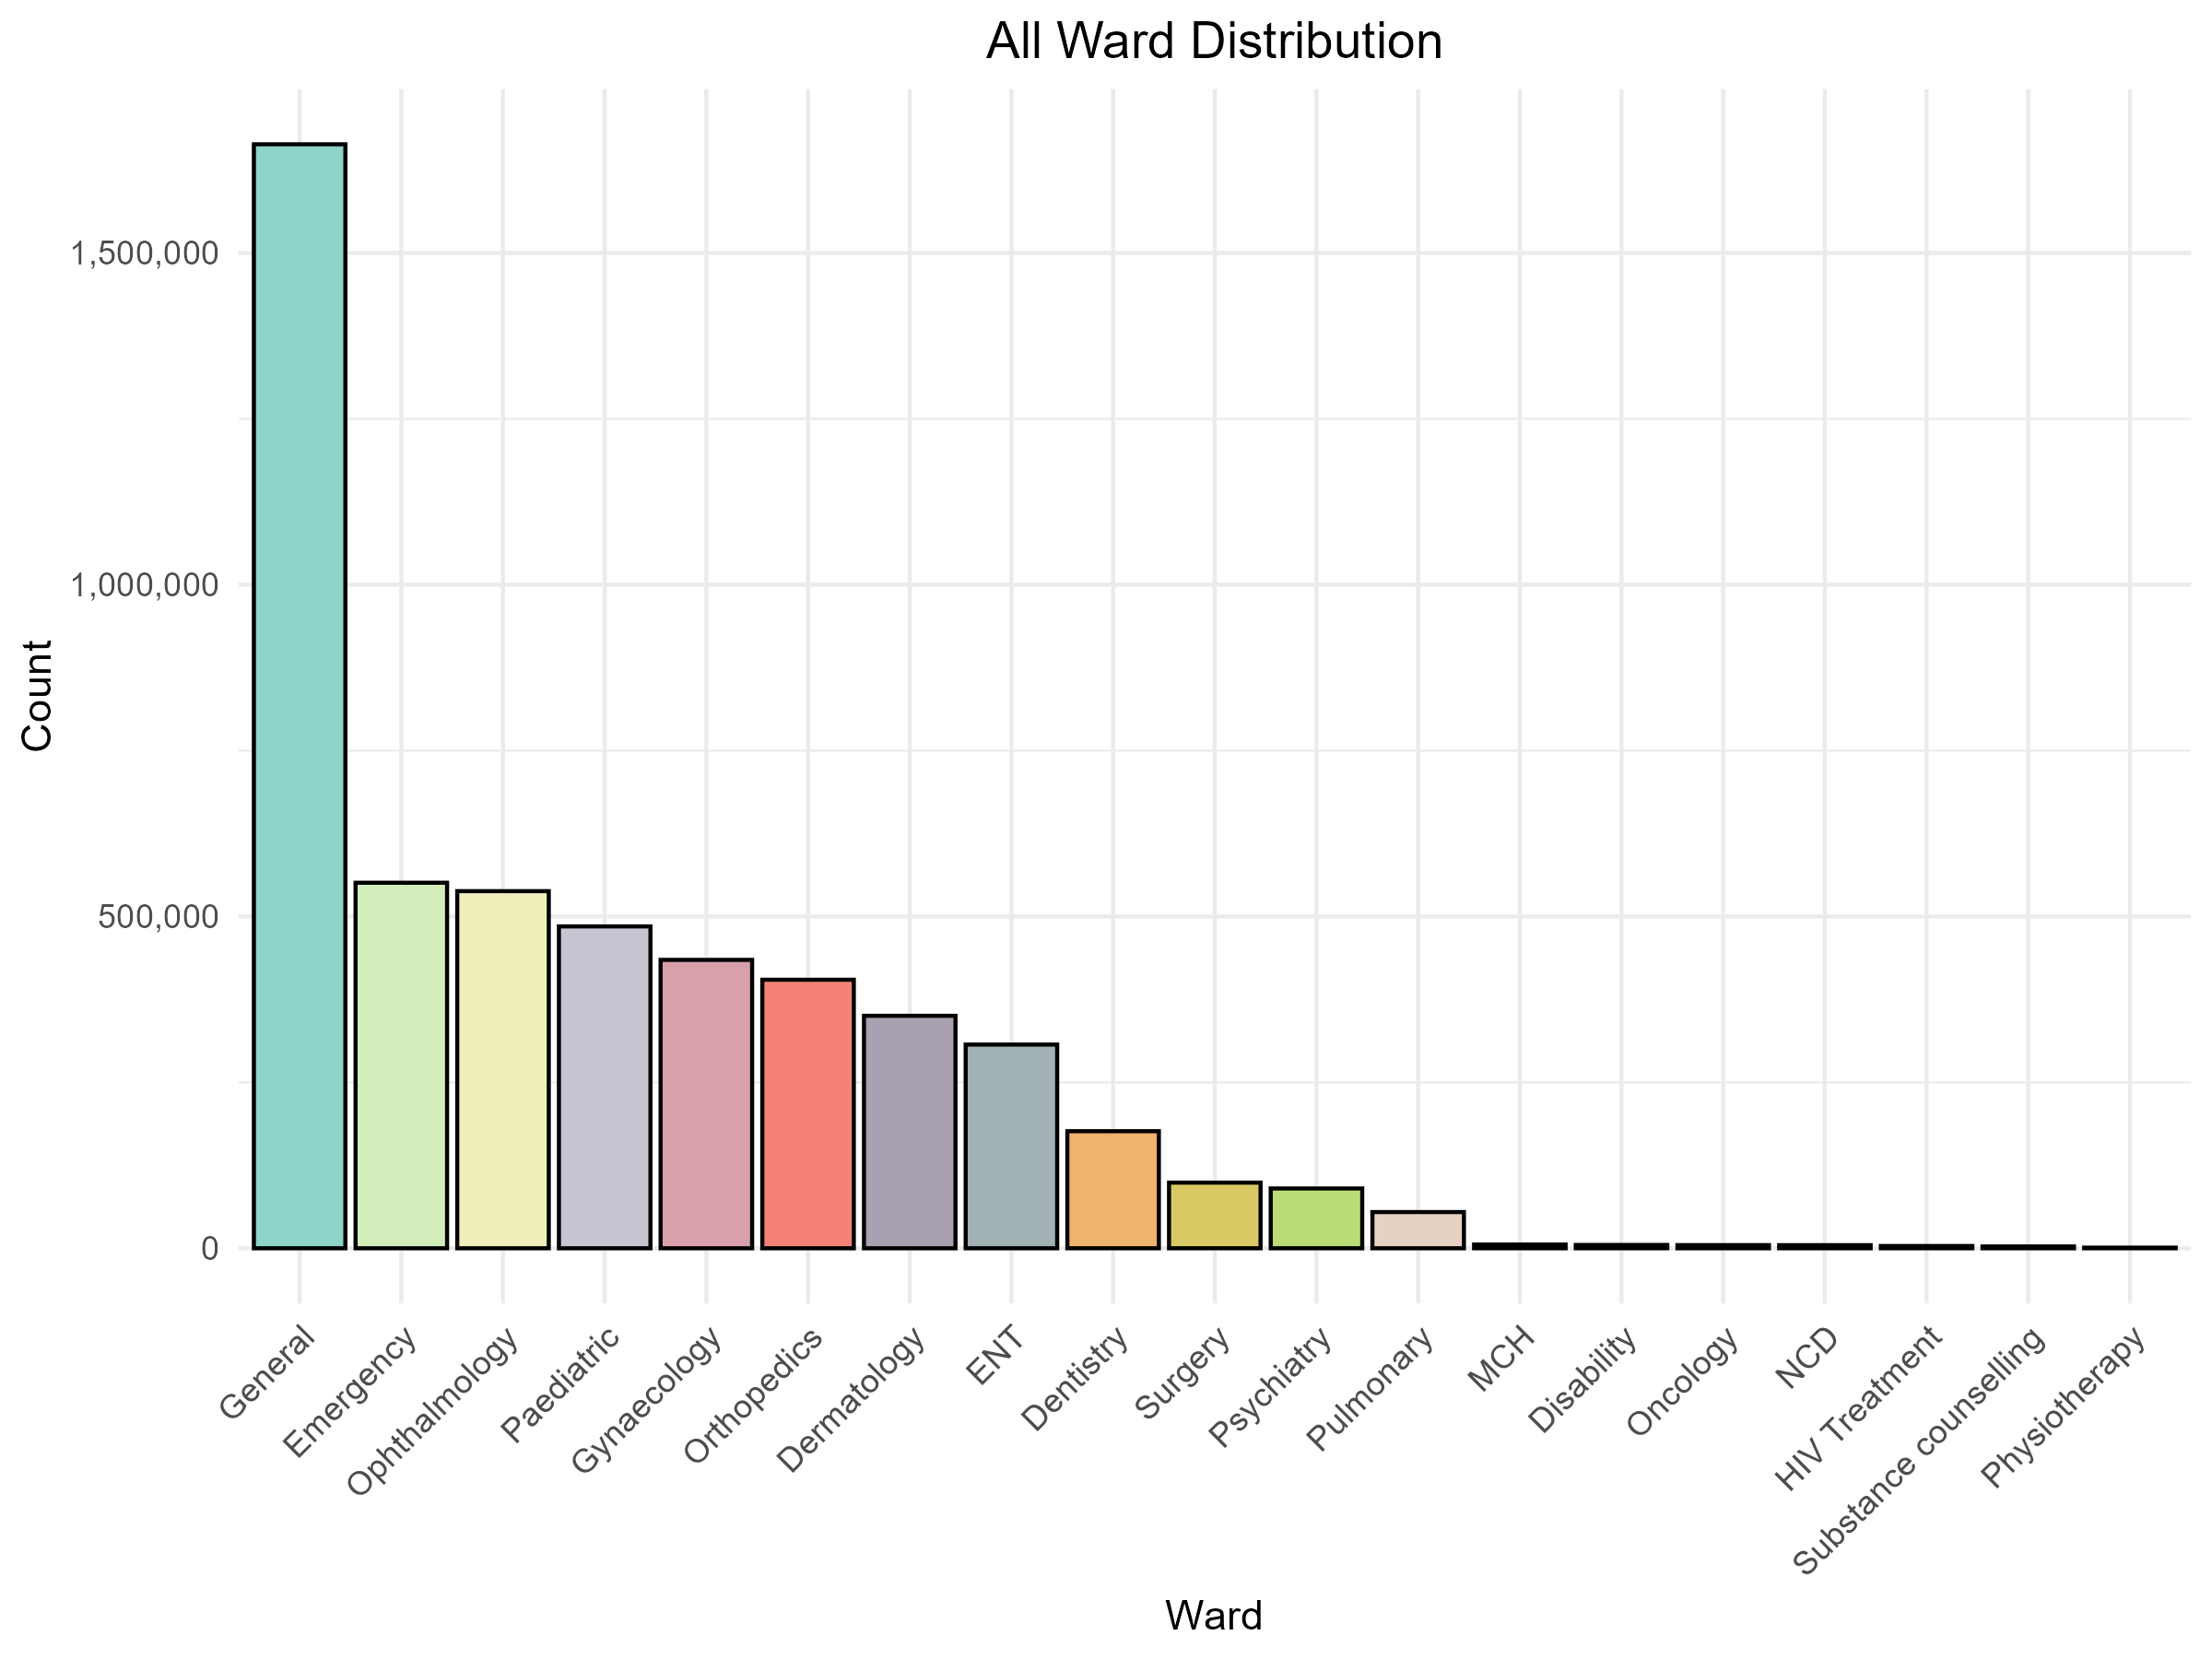 All Ward Distribution
Count
1,500,000
1,000,000
500,000
0
General
Emergency
Ophthalmology
Paediatric
Gynaecology
Orthopedics
Dermatology
ENT
Dentistry
Surgery
Psychiatry
Pulmonary
MCH
Disability
Oncology
NCD
HIV Treatment
Substance counselling
Physiotherapy
Ward